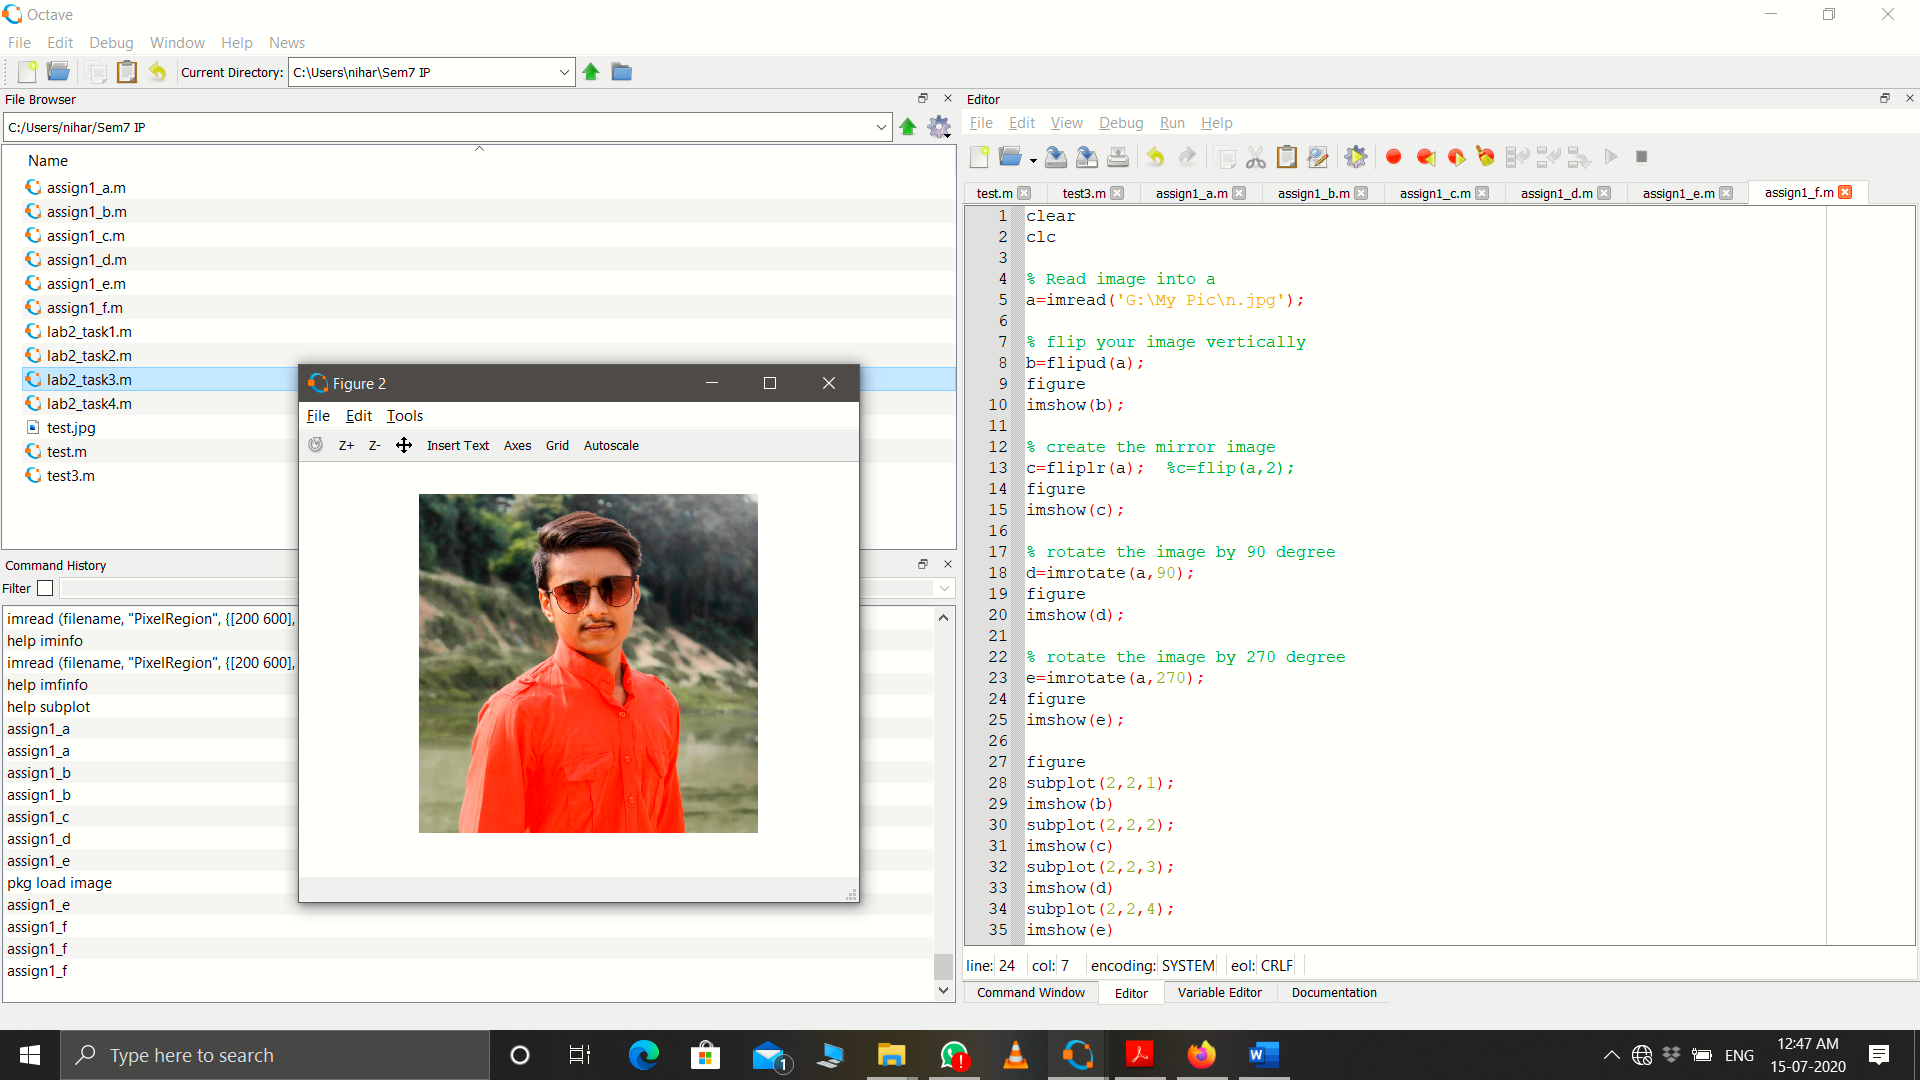 Octave
File Edit Debug Window Help News
Current Directory: C:\Users\nihar\Sem7 IP
File Browser
C:/Users/nihar/Sem7 IP
Name
assign1_a.m
assign1_b.m
assign1_c.m
assign1_d.m
assign1_e.m
assign1_f.m
lab2_task1.m
lab2_task2.m
lab2_task3.m
lab2_task4.m
test.jpg
test.m
test3.m
Command History
Filter
imread (filename, "PixelRegion", {[200 600],
help iminfo
imread (filename, "PixelRegion", {[200 600],
help imfinfo
help subplot
assign1_a
assign1_a
assign1_b
assign1_b
assign1_c
assign1_d
assign1_e
pkg load image
assign1_e
assign1_f
assign1_f
assign1_f
Figure 2
File Edit Tools
Z+ Z- Insert Text Axes Grid Autoscale
Editor
File Edit View Debug Run Help
test.m test3.m assign1_a.m assign1_b.m assign1_c.m assign1_d.m assign1_e.m assign1_f.m
1 clear
2 clc
3
4 % Read image into a
5 a=imread('G:\My Pic\n.jpg');
6
7 % flip your image vertically
8 b=flipud(a);
9 figure
10 imshow(b);
11
12 % create the mirror image
13 c=fliplr(a); %c=flip(a,2);
14 figure
15 imshow(c);
16
17 % rotate the image by 90 degree
18 d=imrotate(a,90);
19 figure
20 imshow(d);
21
22 % rotate the image by 270 degree
23 e=imrotate(a,270);
24 figure
25 imshow(e);
26
27 figure
28 subplot(2,2,1);
29 imshow(b)
30 subplot(2,2,2);
31 imshow(c)
32 subplot(2,2,3);
33 imshow(d)
34 subplot(2,2,4);
35 imshow(e)
line: 24 col: 7 encoding: SYSTEM eol: CRLF
Command Window Editor Variable Editor Documentation
Type here to search
1
ENG
12:47 AM
15-07-2020